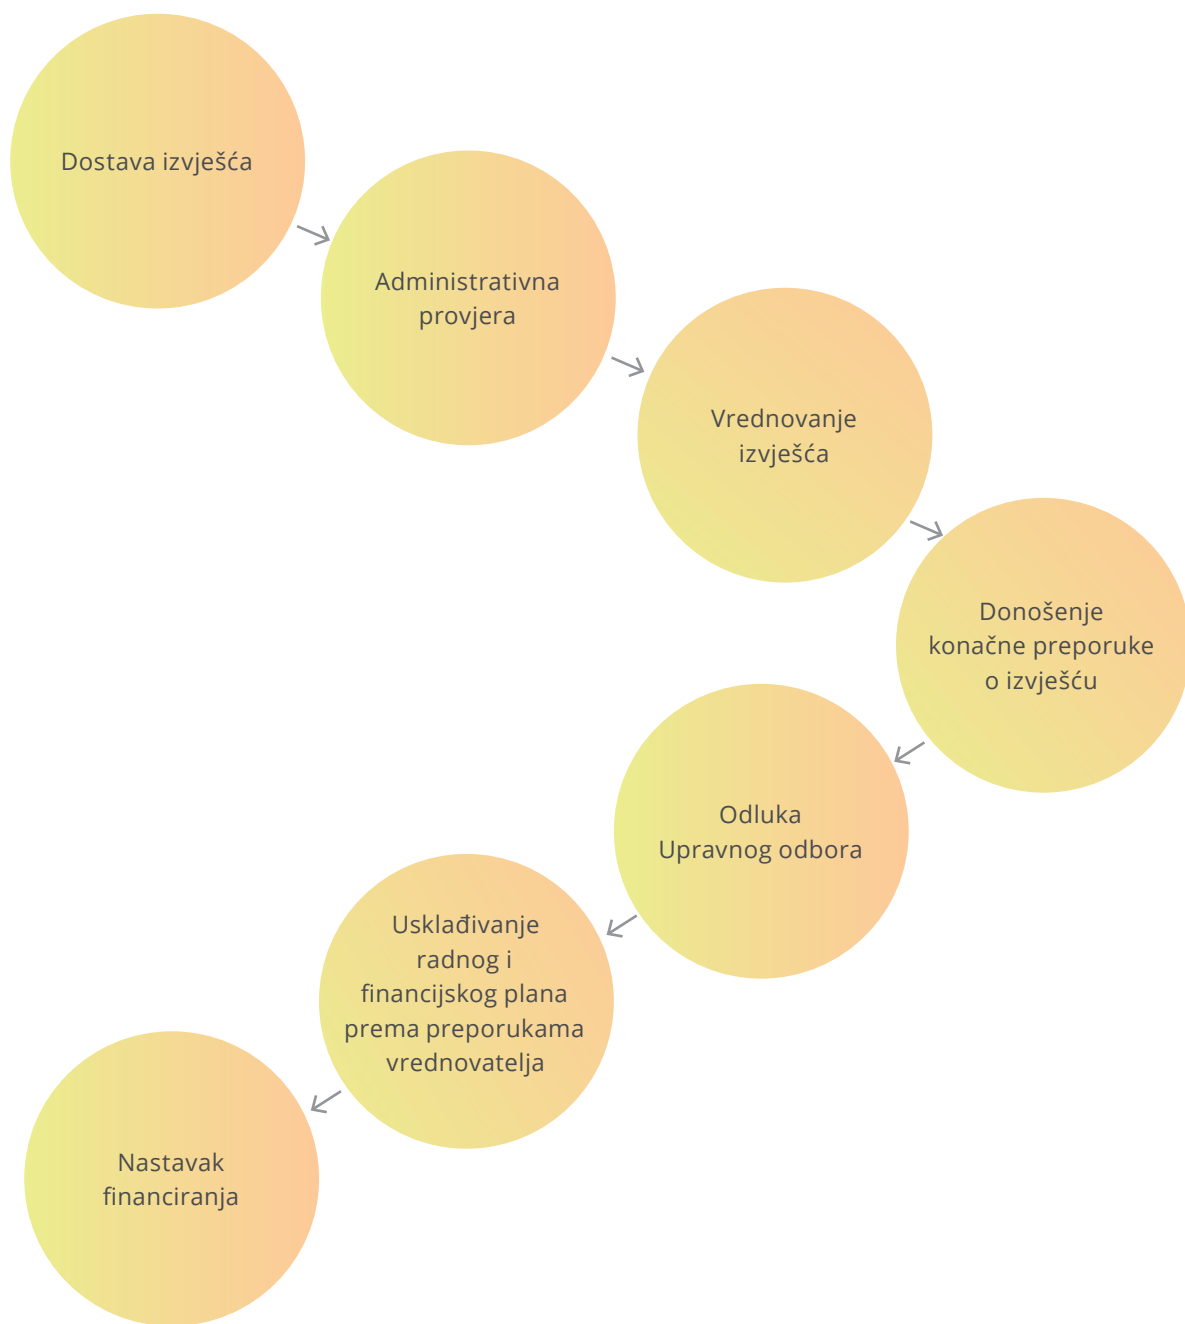 Dostava izvješća
Administrativna
provjera
Vrednovanje
izvješća
Donošenje
konačne preporuke
o izvješću
Odluka
Upravnog odbora
Usklađivanje
radnog i
financijskog plana
prema preporukama
vrednovatelja
Nastavak
financiranja